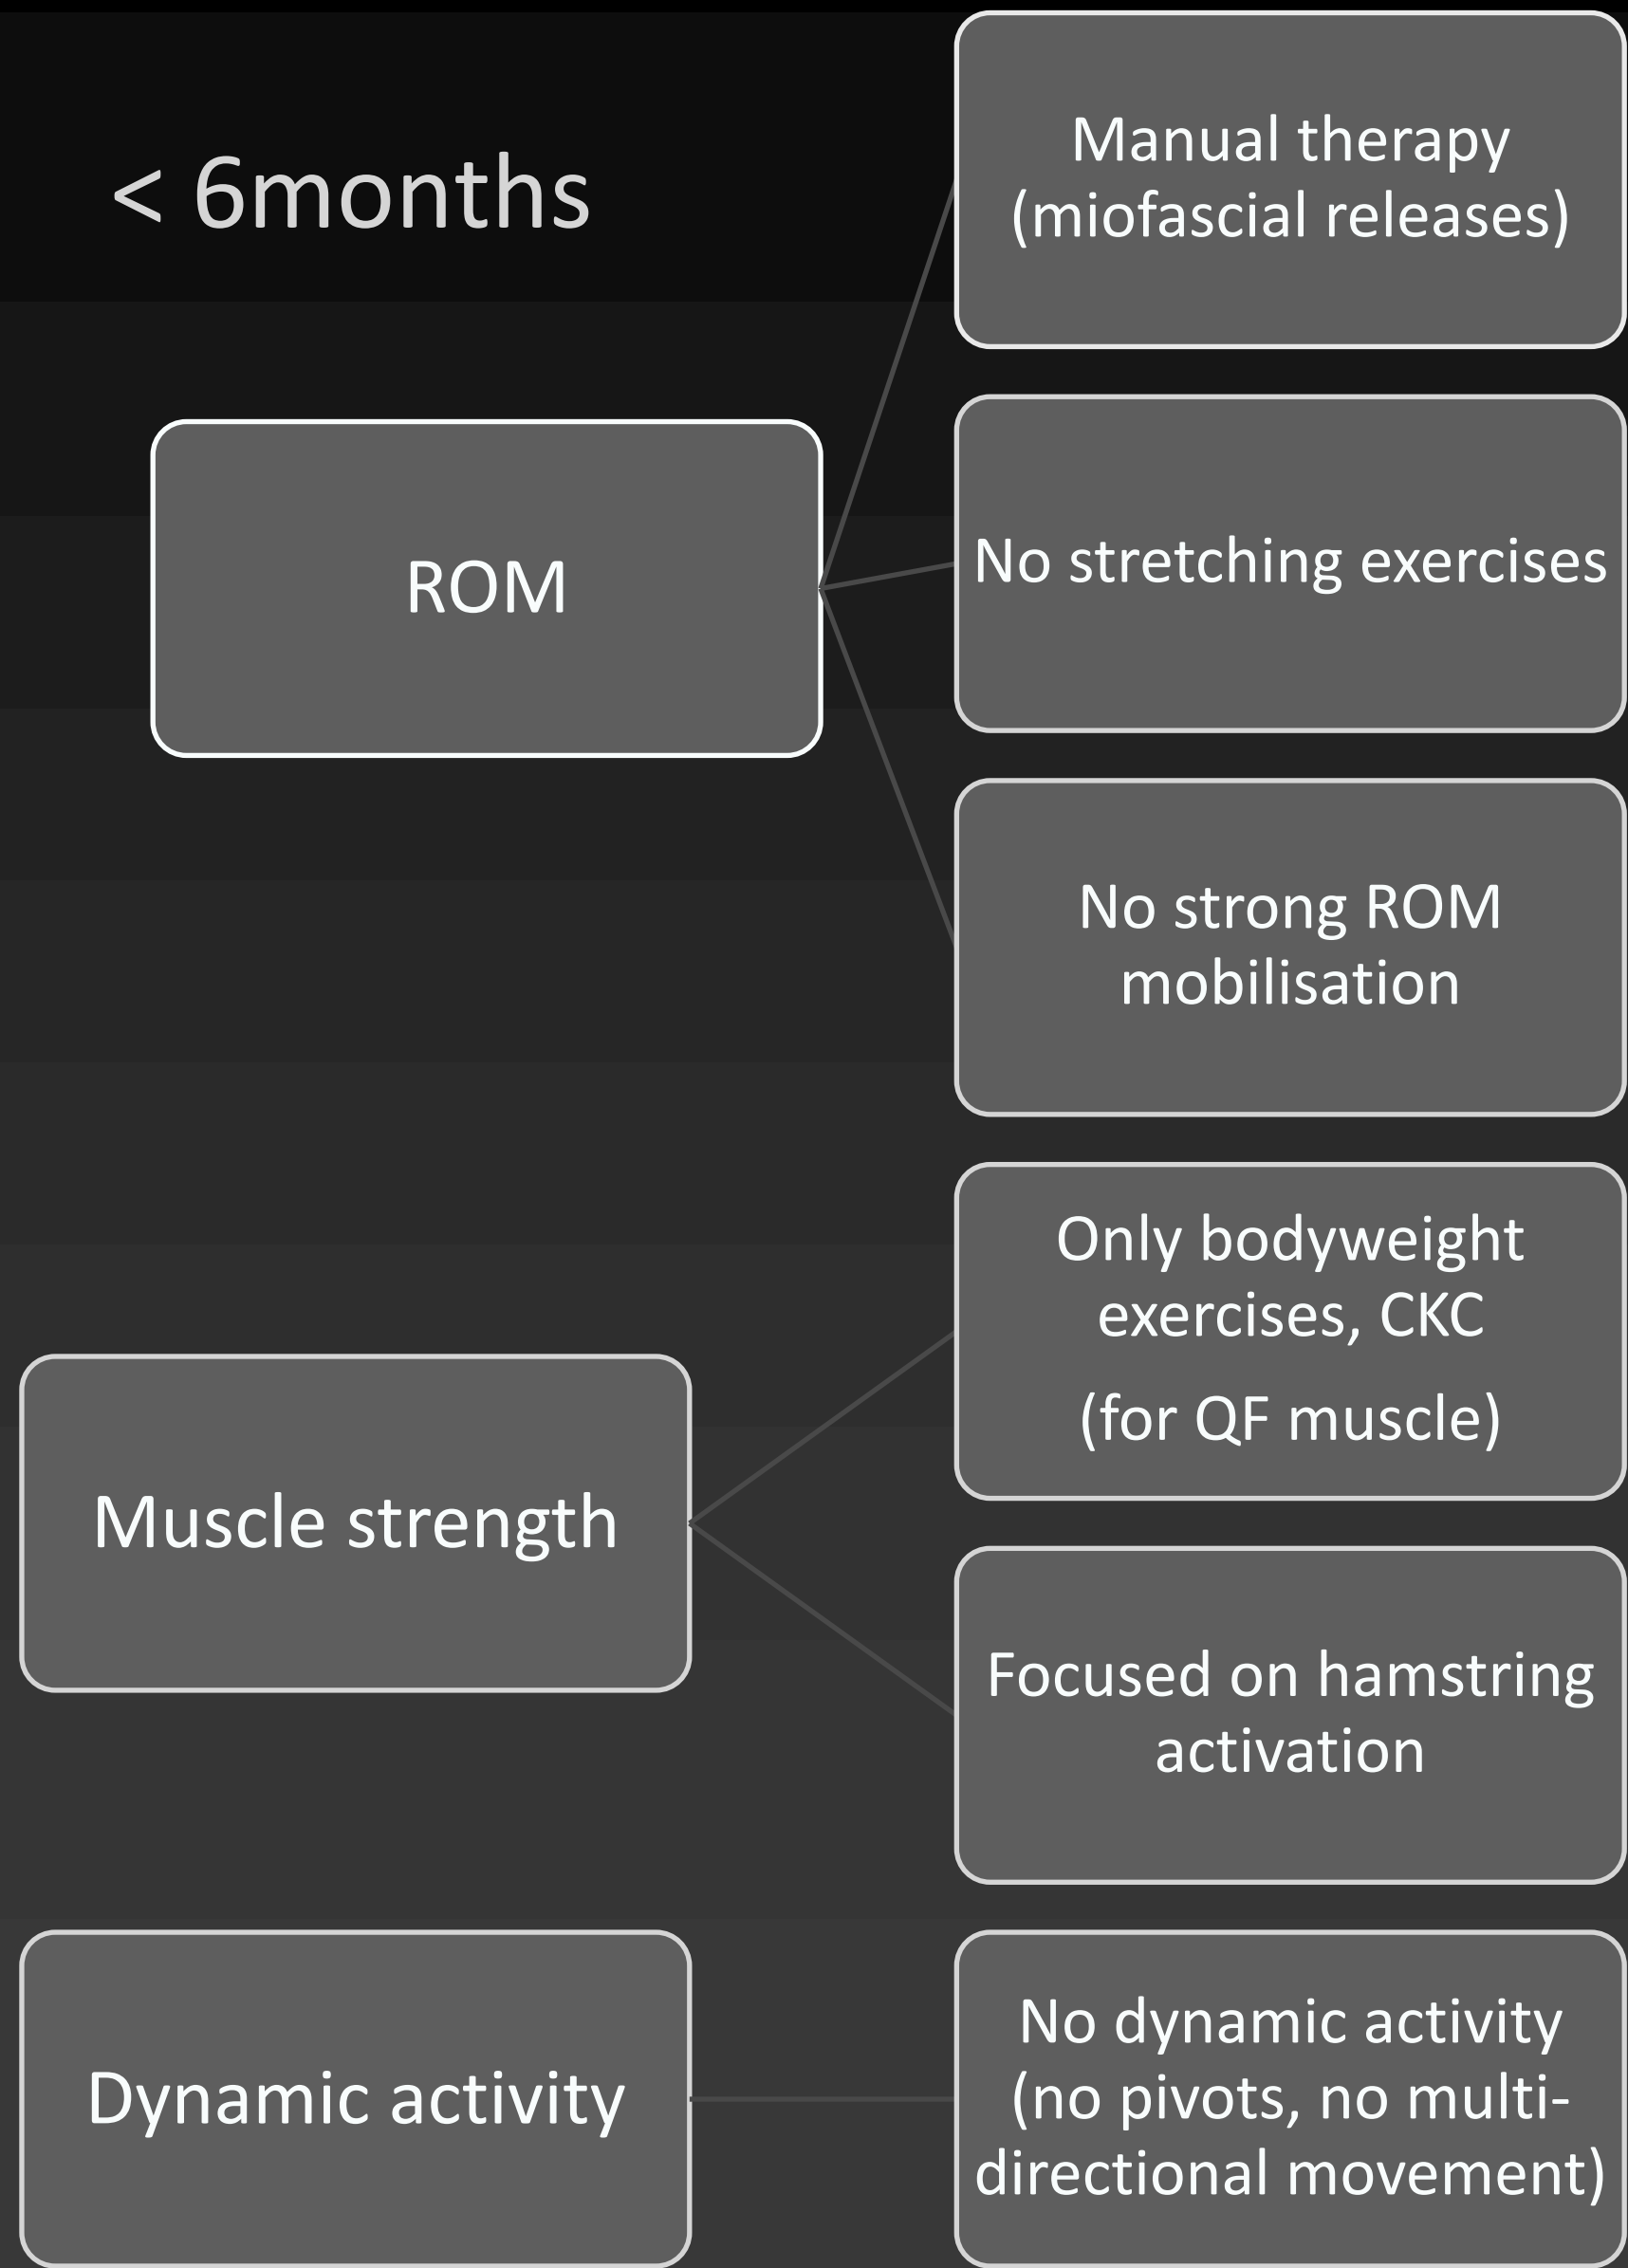 < 6months
ROM
Manual therapy
(miofascial releases)
No stretching exercises
No strong ROM
mobilisation
Muscle strength
Only bodyweight
exercises, CKC
(for QF muscle)
Focused on hamstring
activation
Dynamic activity
No dynamic activity
(no pivots, no multi-
directional movement)